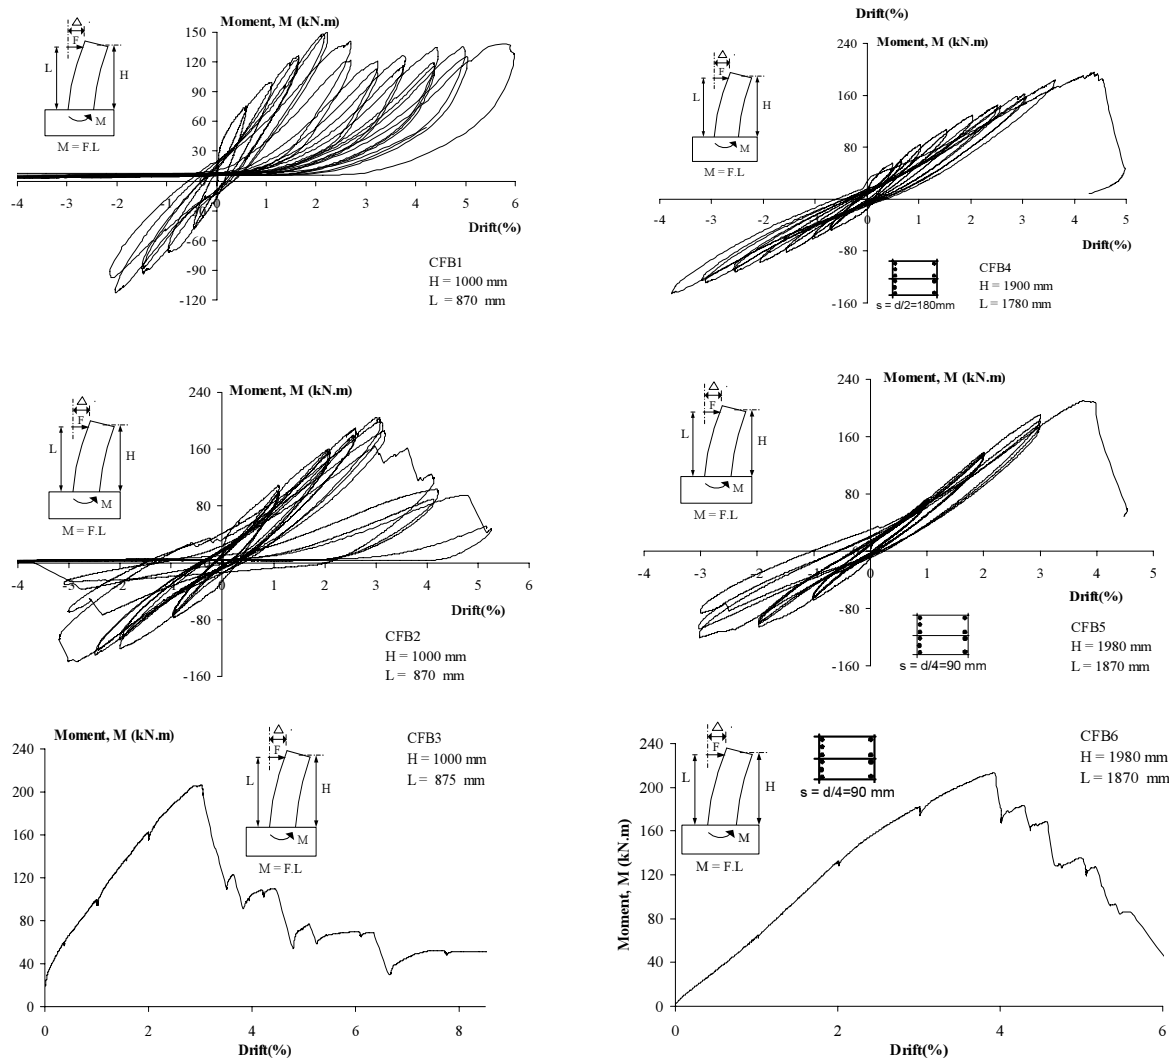 Moment, M (kN.m)
150
120
90
60
30
-30
-60
-90
-120
-4 -3 -2 -1 0 1 2 3 4 5 6
Drift(%)
Δ
F
L
H
M
M = F.L
CFB1
H = 1000 mm
L = 870 mm
Drift(%)
Moment, M (kN.m)
240
160
80
-80
-160
-4 -3 -2 -1 0 1 2 3 4 5
Drift(%)
Δ
F
L
H
M
M = F.L
s = d/2=180mm
CFB4
H = 1900 mm
L = 1780 mm
Moment, M (kN.m)
240
160
80
-80
-160
-4 -3 -2 -1 0 1 2 3 4 5 6
Drift(%)
Δ
F
L
H
M
M = F.L
CFB2
H = 1000 mm
L = 870 mm
Moment, M (kN.m)
240
160
80
-80
-160
-4 -3 -2 -1 0 1 2 3 4 5
Drift(%)
Δ
F
L
H
M
M = F.L
s = d/4=90 mm
CFB5
H = 1980 mm
L = 1870 mm
Moment, M (kN.m)
240
200
160
120
80
40
0
0 2 4 6 8
Drift(%)
Δ
F
L
H
M
M = F.L
CFB3
H = 1000 mm
L = 875 mm
Moment, M (kN.m)
240
200
160
120
80
40
0
0 2 4 6
Drift(%)
Δ
F
L
H
M
M = F.L
s = d/4=90 mm
CFB6
H = 1980 mm
L = 1870 mm